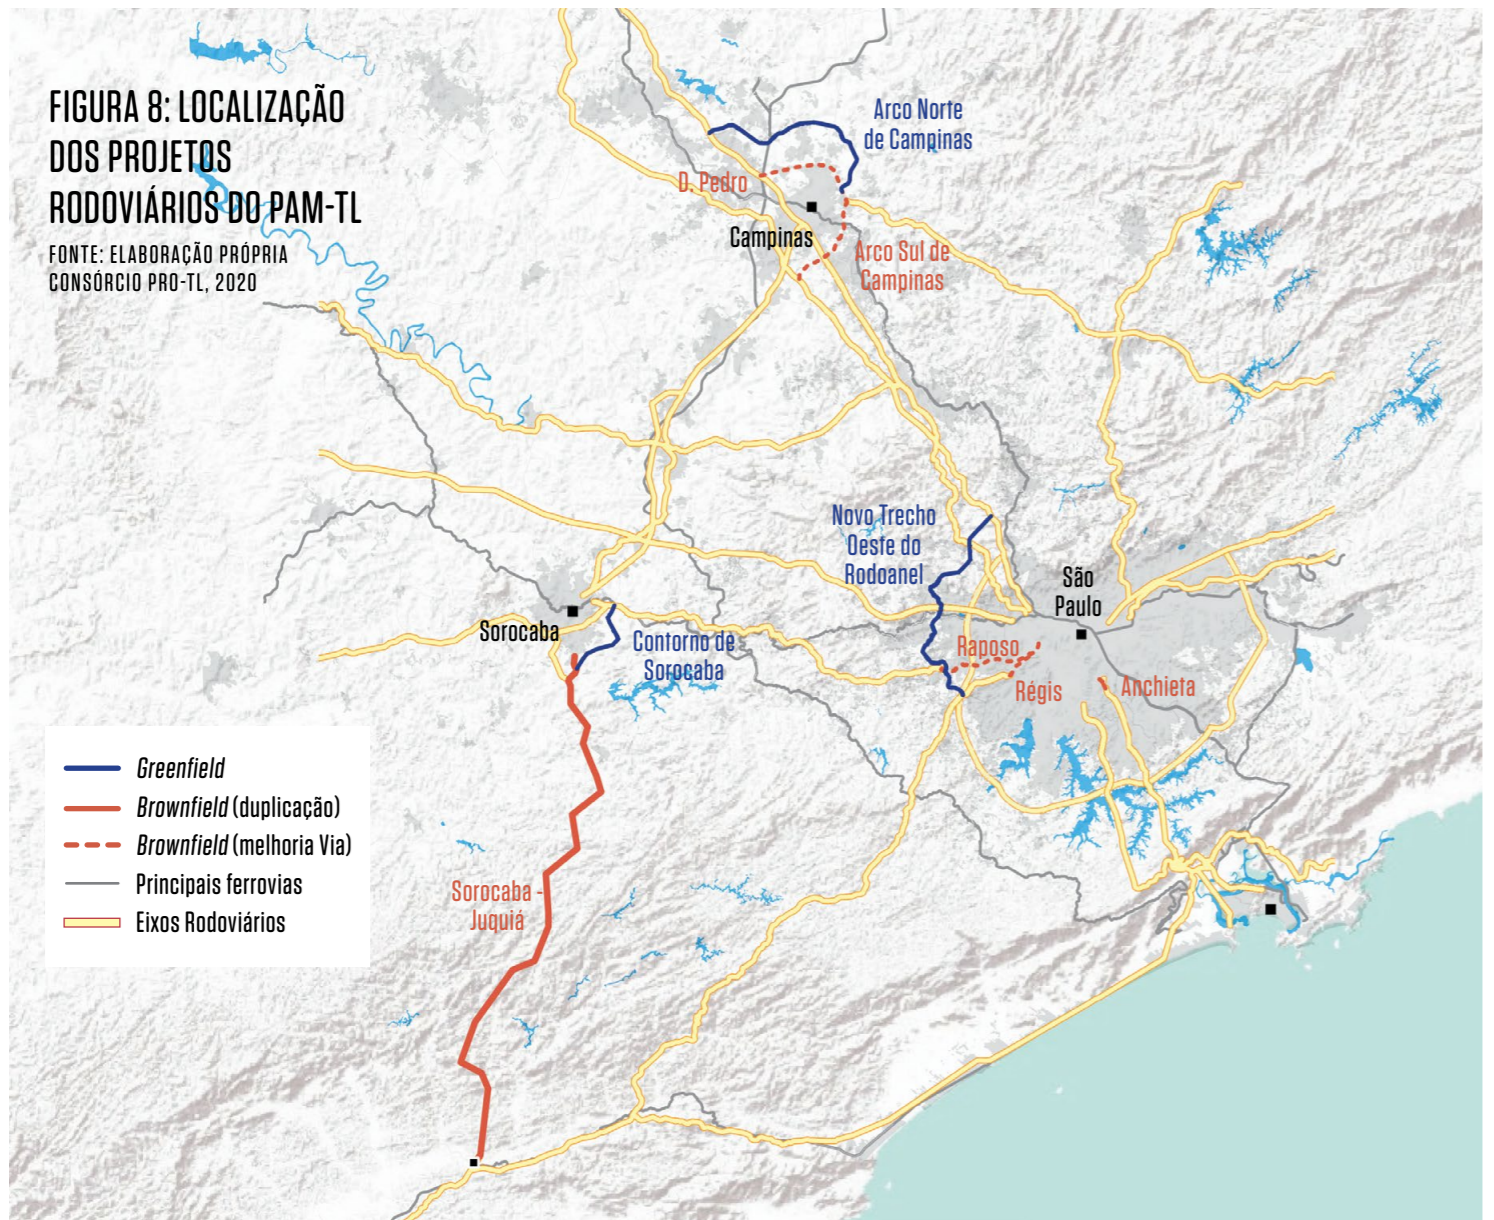 FIGURA 8: LOCALIZAÇÃO
DOS PROJETOS
RODOVIÁRIOS DO PAM-TL
FONTE: ELABORAÇÃO PRÓPRIA
CONSÓRCIO PRO-TL, 2020
Arco Norte
de Campinas
D. Pedro
Campinas
Arco Sul de
Campinas
Novo Trecho
Oeste do
Rodoanel
São
Paulo
Sorocaba
Contorno de
Sorocaba
Raposo
Régis
Anchieta
Greenfield
Brownfield (duplicação)
Brownfield (melhoria Via)
Principais ferrovias
Eixos Rodoviários
Sorocaba -
Juquiá